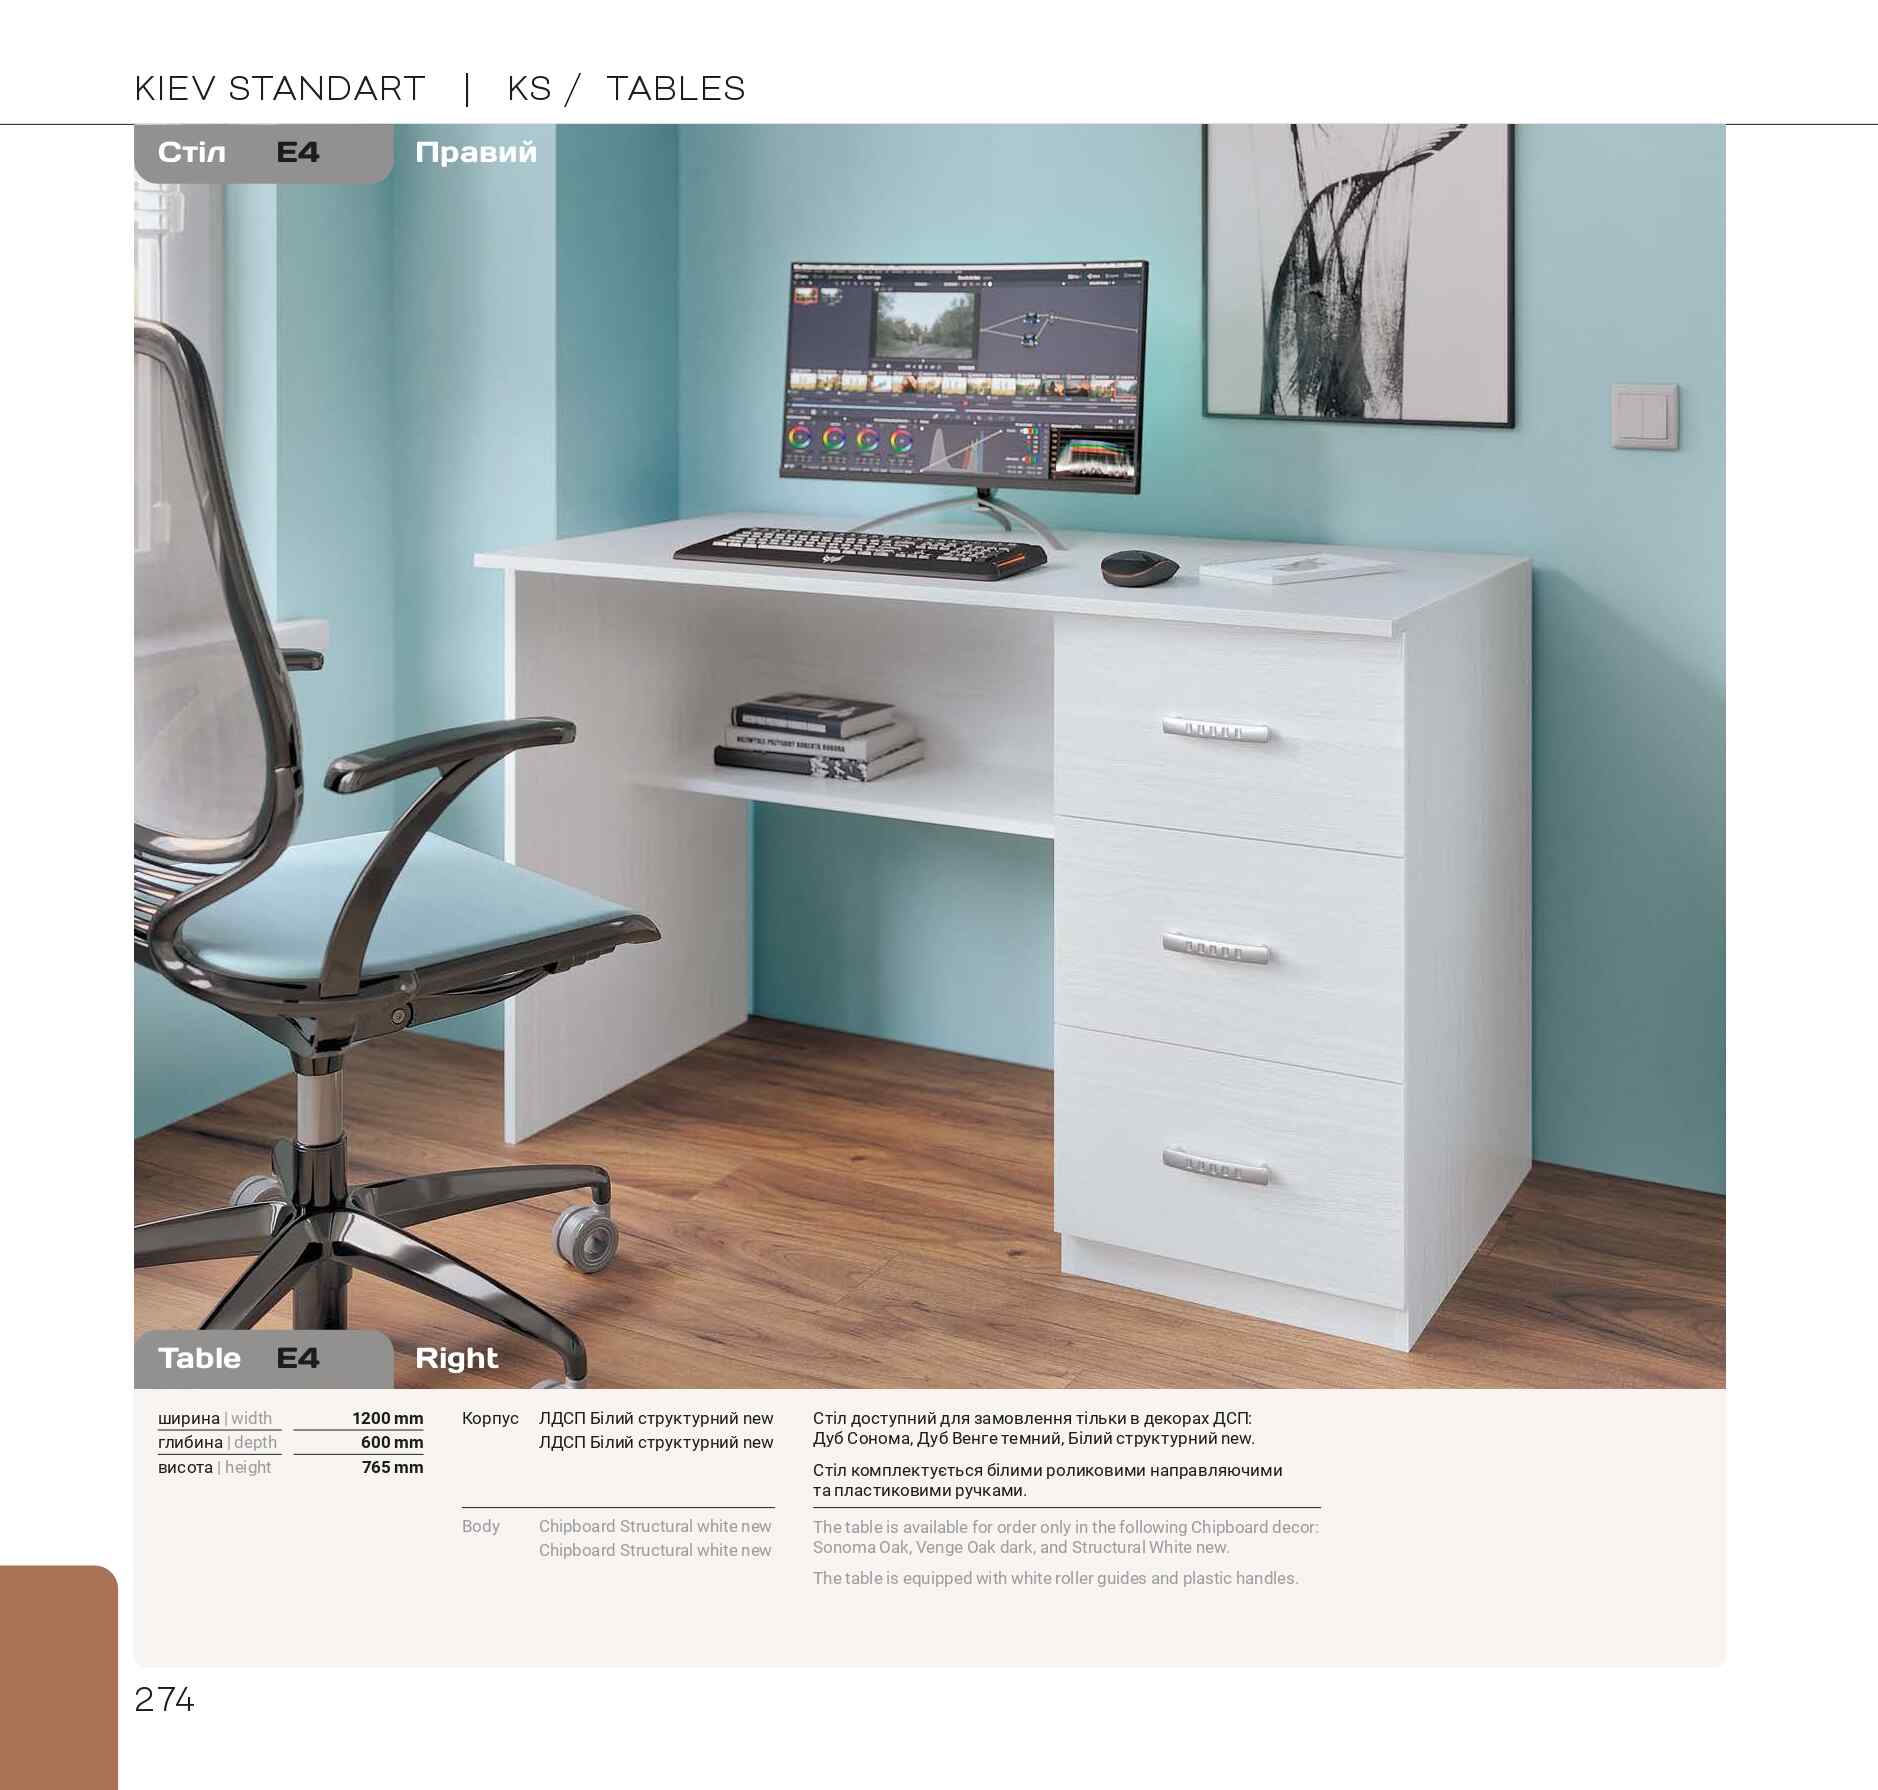 KIEV STANDART | KS / TABLES
Стіл E4 Правий
Table E4 Right
ширина | width 1200 mm
глибина | depth 600 mm
висота | height 765 mm
Корпус ЛДСП Білий структурний new
ЛДСП Білий структурний new
Body Chipboard Structural white new
Chipboard Structural white new
Стіл доступний для замовлення тільки в декорах ДСП:
Дуб Сонома, Дуб Венге темний, Білий структурний new.
Стіл комплектується білими роликовими направляючими
та пластиковими ручками.
The table is available for order only in the following Chipboard decor:
Sonoma Oak, Venge Oak dark, and Structural White new.
The table is equipped with white roller guides and plastic handles.
274